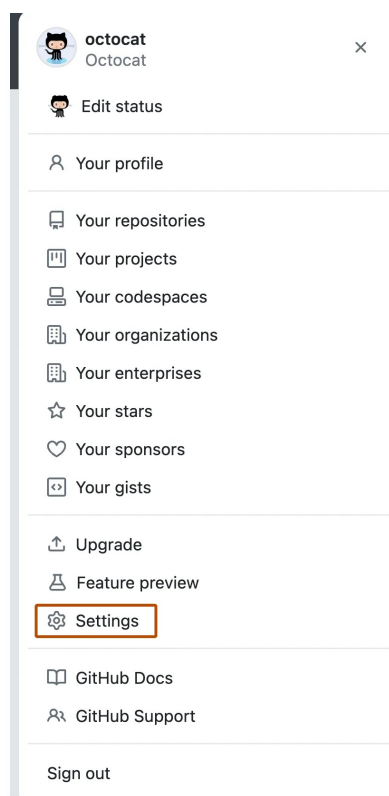 octocat
Octocat
Edit status
Your profile
Your repositories
Your projects
Your codespaces
Your organizations
Your enterprises
Your stars
Your sponsors
Your gists
Upgrade
Feature preview
Settings
GitHub Docs
GitHub Support
Sign out